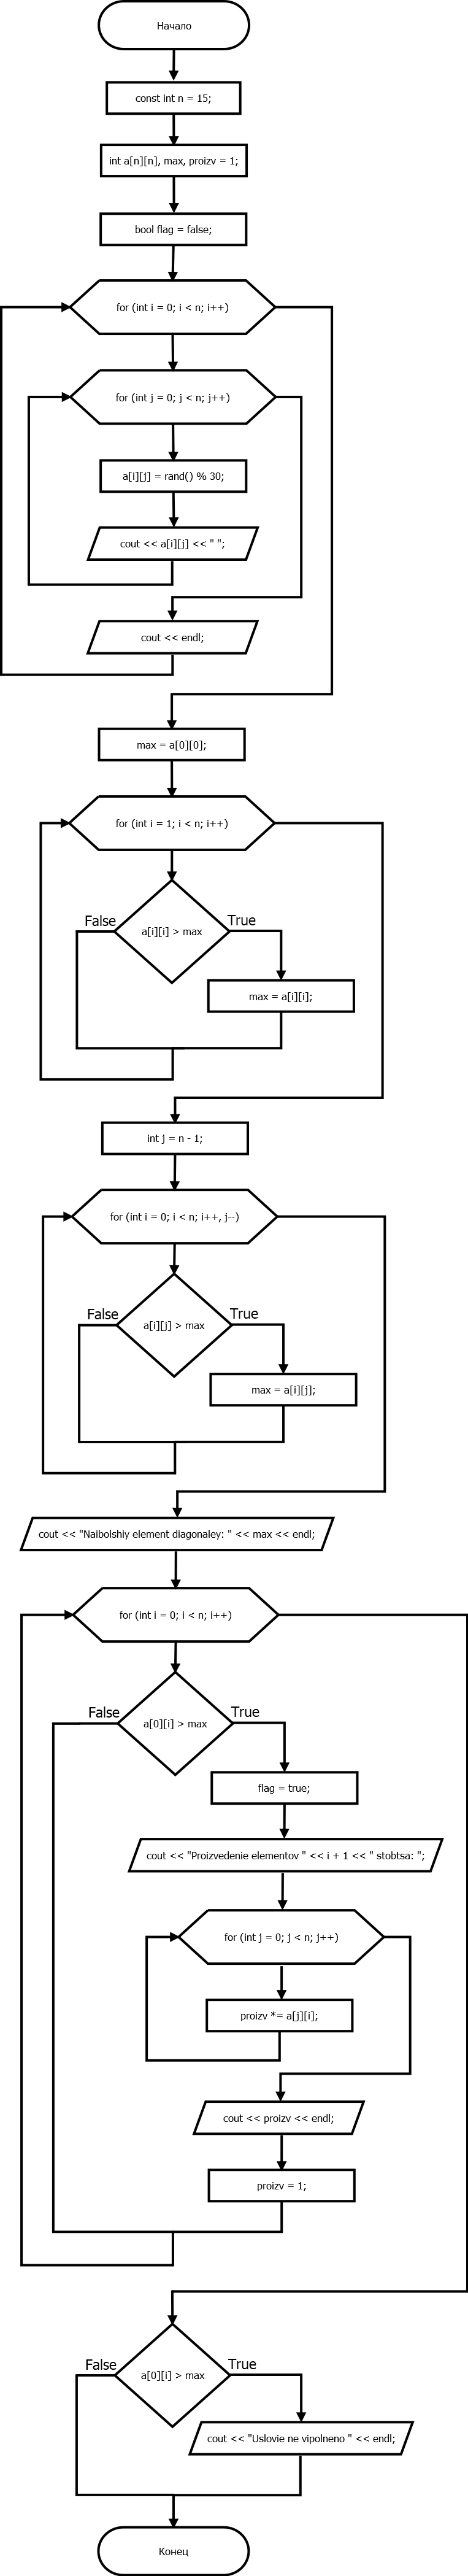 Начало
const int n = 15;
int a[n][n], max, proizv = 1;
bool flag = false;
for (int i = 0; i < n; i++)
for (int j = 0; j < n; j++)
a[i][j] = rand() % 30;
cout << a[i][j] << " ";
cout << endl;
max = a[0][0];
for (int i = 1; i < n; i++)
False
True
a[i][i] > max
max = a[i][i];
int j = n - 1;
for (int i = 0; i < n; i++, j--)
False
True
a[i][j] > max
max = a[i][j];
cout << "Naibolshiy element diagonaley: " << max << endl;
for (int i = 0; i < n; i++)
False
True
a[0][i] > max
flag = true;
cout << "Proizvedenie elementov " << i + 1 << " stobtsa: ";
for (int j = 0; j < n; j++)
proizv *= a[j][i];
cout << proizv << endl;
proizv = 1;
False
True
a[0][i] > max
cout << "Uslovie ne vipolneno " << endl;
Конец